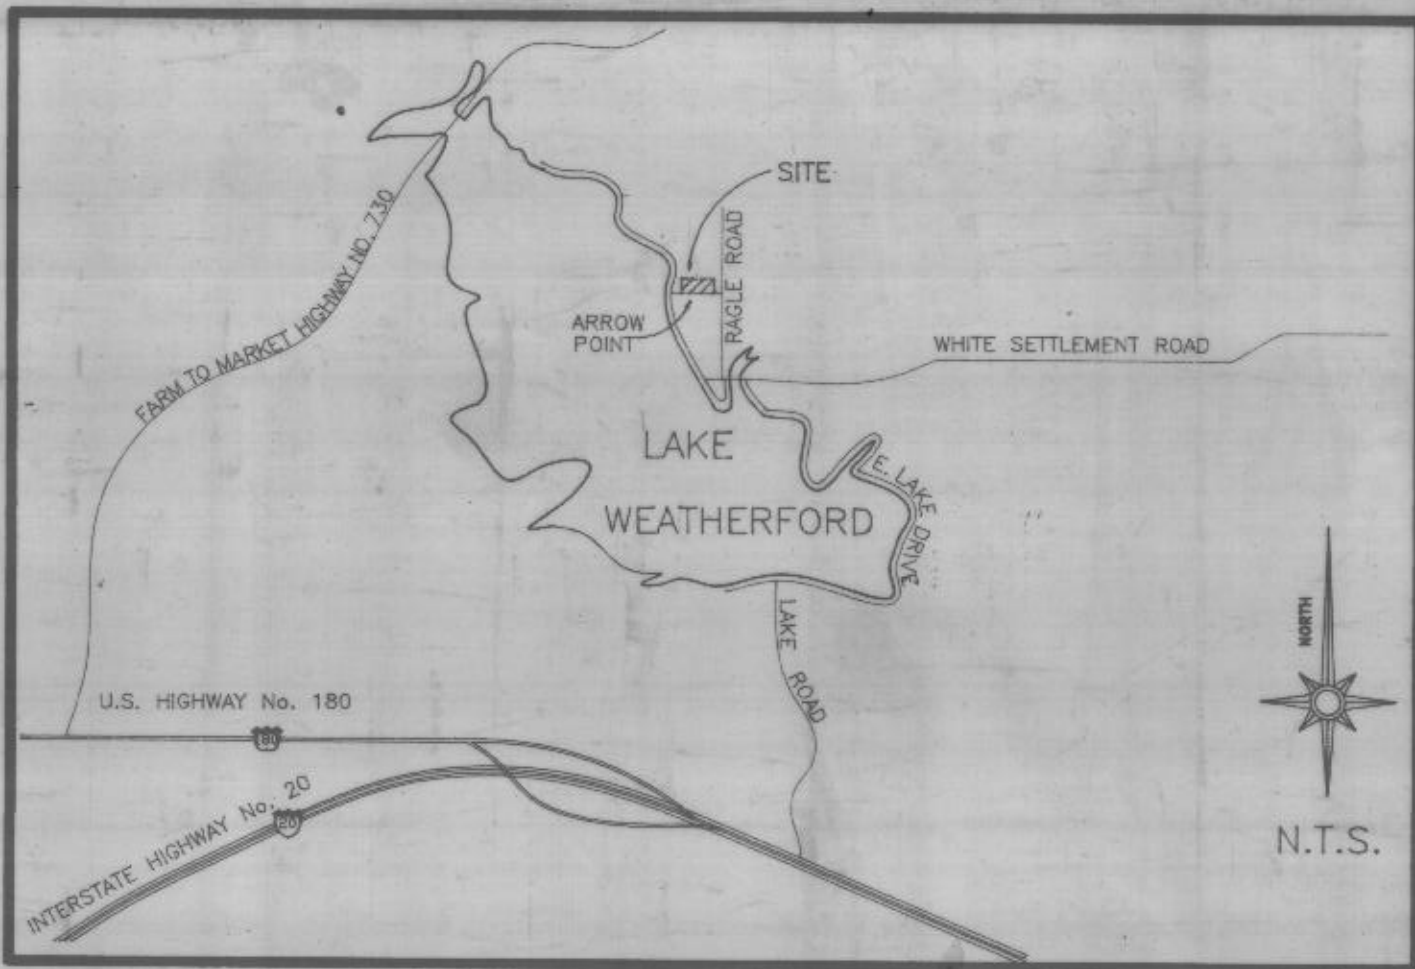 SITE
FARM TO MARKET HIGHWAY NO. 730
RAGLE ROAD
ARROW
POINT
WHITE SETTLEMENT ROAD
LAKE
WEATHERFORD
E. LAKE DRIVE
LAKE ROAD
NORTH
U.S. HIGHWAY No. 180
180
INTERSTATE HIGHWAY No. 20
20
N.T.S.